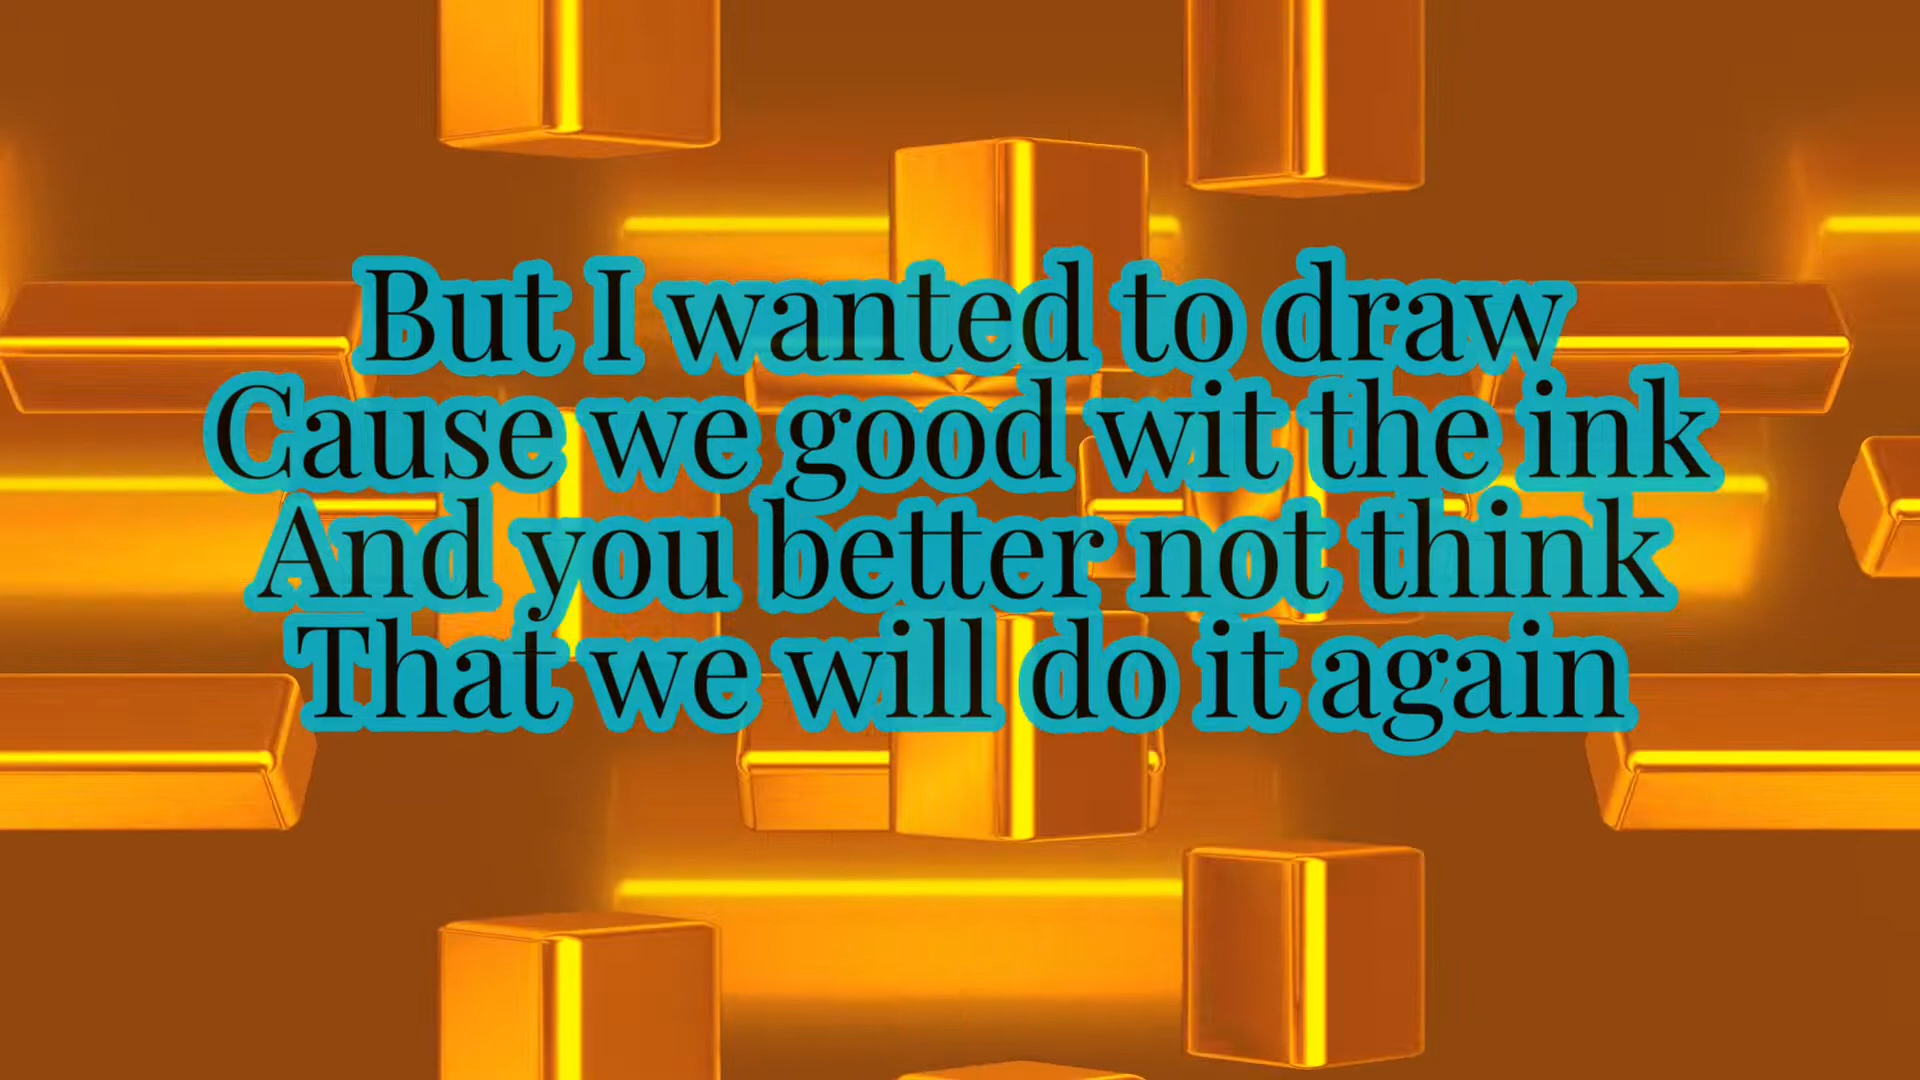 But I wanted to draw
Cause we good wit the ink
And you better not think
That we will do it again